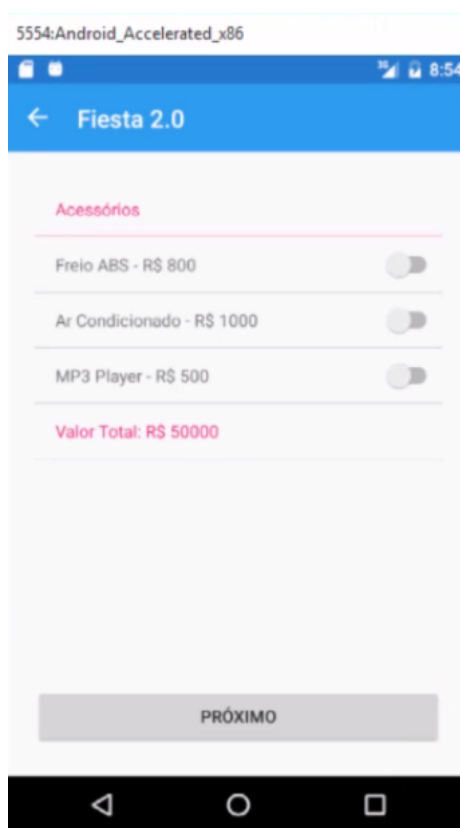 5554:Android_Accelerated_x86
3G 8:54
Fiesta 2.0
Acessórios
Freio ABS - R$ 800
Ar Condicionado - R$ 1000
MP3 Player - R$ 500
Valor Total: R$ 50000
PRÓXIMO